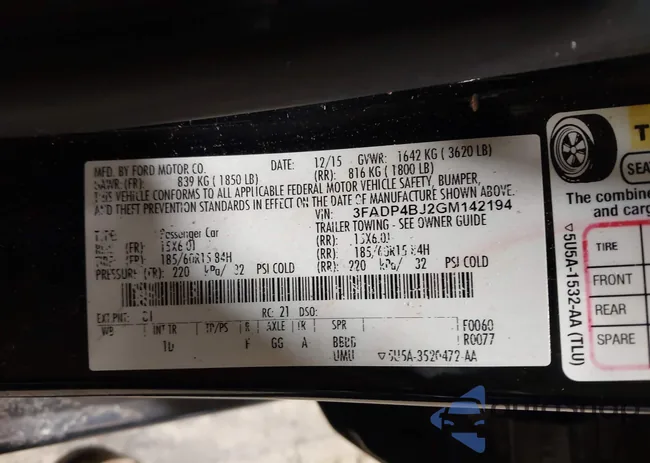 MFD. BY FORD MOTOR CO. DATE: 12/15 GVWR: 1642 KG ( 3620 LB)
GAWR: (FR): 839 KG ( 1850 LB) (RR): 816 KG ( 1800 LB)
THIS VEHICLE CONFORMS TO ALL APPLICABLE FEDERAL MOTOR VEHICLE SAFETY, BUMPER,
AND THEFT PREVENTION STANDARDS IN EFFECT ON THE DATE OF MANUFACTURE SHOWN ABOVE.
VIN: 3FADP4BJ2GM142194
TYPE: Passenger Car TRAILER TOWING - SEE OWNER GUIDE
(FR) 15X6.0J (RR): 15X6.0J
(FR) 185/60R15 84H (RR): 185/60R15 84H
PRESSURE (FR): 220 kPa/ 32 PSI COLD (RR): 220 kPa/ 32 PSI COLD
EXT PNT: RC: 21 DSO:
WB INT TR TP/PS R AXLE TR SPR F0060
GG A R0077
UMU ▽5U5A-3520472-AA
The combine
and carg
TIRE
FRONT
REAR
SPARE
▽5U5A-1532-AA (TLU)